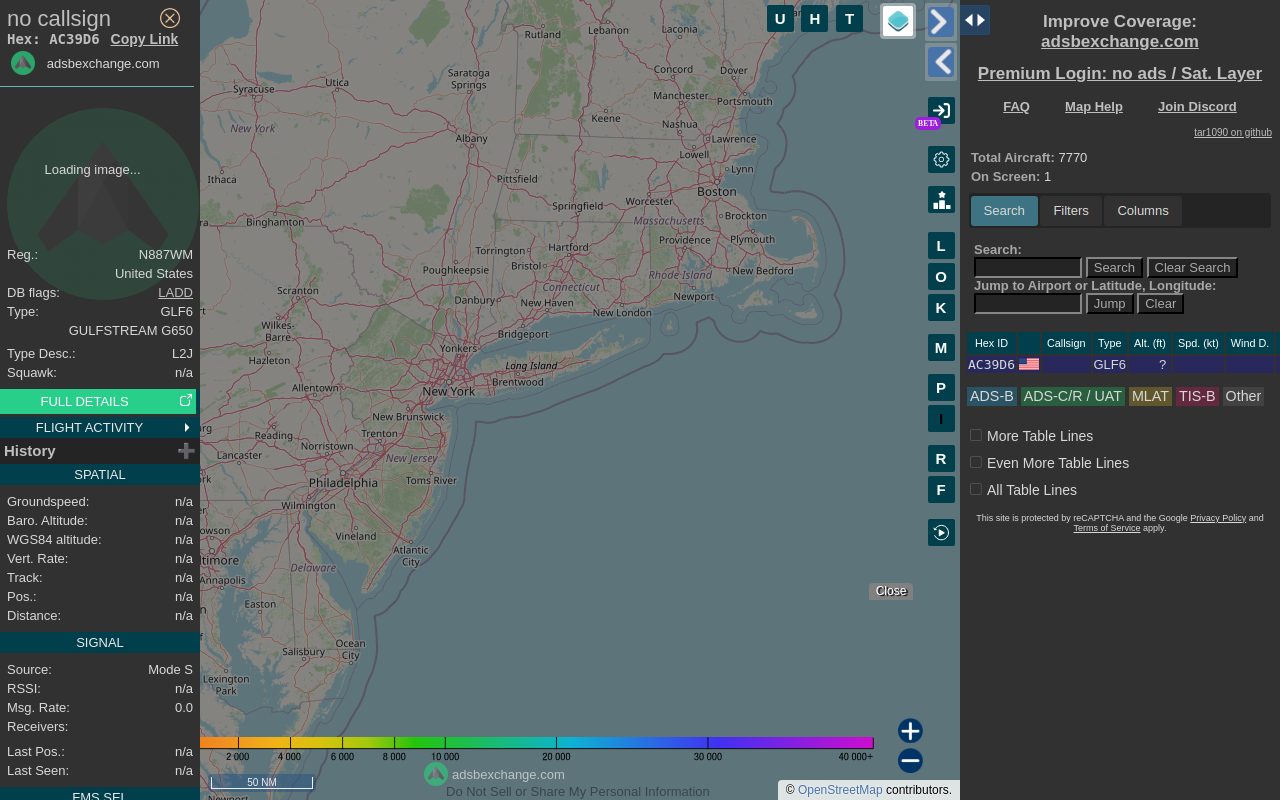 no callsign
Hex: AC39D6 Copy Link
adsbexchange.com
Loading image...
Reg.: N887WM
United States
DB flags: LADD
Type: GLF6
GULFSTREAM G650
Type Desc.: L2J
Squawk: n/a
FULL DETAILS
FLIGHT ACTIVITY
History
SPATIAL
Groundspeed: n/a
Baro. Altitude: n/a
WGS84 altitude: n/a
Vert. Rate: n/a
Track: n/a
Pos.: n/a
Distance: n/a
SIGNAL
Source: Mode S
RSSI: n/a
Msg. Rate: 0.0
Receivers:
Last Pos.: n/a
Last Seen: n/a
FMS SEL
U H T
Rutland
Lebanon
Laconia
Concord
Dover
Saratoga
Springs
Utica
Syracuse
Manchester
Portsmouth
Keene
Nashua
New York
Albany
Lawrence
Lowell
Lynn
Ithaca
Pittsfield
Boston
Worcester
Springfield
Binghamton
Massachusetts
Brockton
Providence
Plymouth
Torrington
Hartford
Poughkeepsie
Bristol
Rhode Island
New Bedford
Connecticut
Scranton
Danbury
New Haven
Newport
New London
Wilkes-
Barre
Bridgeport
Yonkers
Hazleton
Long Island
Brentwood
Allentown
New York
New Brunswick
Reading
Trenton
Norristown
Lancaster
New Jersey
Toms River
Philadelphia
Wilmington
Vineland
Atlantic
City
Annapolis
Delaware
Easton
Ocean
City
Salisbury
Lexington
Park
BETA
L
O
K
M
P
I
R
F
Close
2 000 4 000 6 000 8 000 10 000 20 000 30 000 40 000+
50 NM
adsbexchange.com
Do Not Sell or Share My Personal Information
© OpenStreetMap contributors.
Improve Coverage:
adsbexchange.com
Premium Login: no ads / Sat. Layer
FAQ Map Help Join Discord
tar1090 on github
Total Aircraft: 7770
On Screen: 1
Search Filters Columns
Search:
Search Clear Search
Jump to Airport or Latitude, Longitude:
Jump Clear
Hex ID Callsign Type Alt. (ft) Spd. (kt) Wind D.
AC39D6 GLF6 ?
ADS-B ADS-C/R / UAT MLAT TIS-B Other
More Table Lines
Even More Table Lines
All Table Lines
This site is protected by reCAPTCHA and the Google Privacy Policy and
Terms of Service apply.